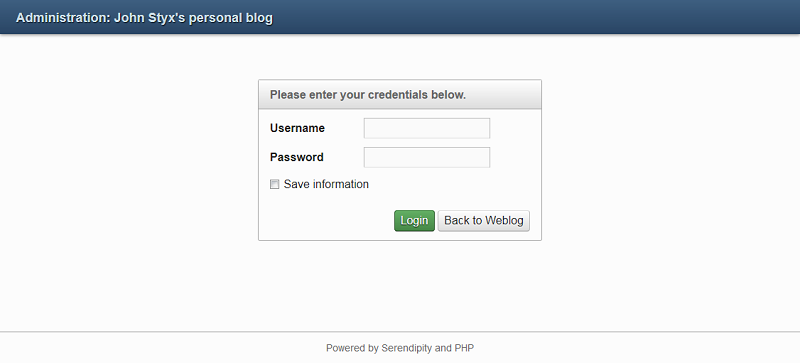 Administration: John Styx's personal blog
Please enter your credentials below.
Username
Password
Save information
Login Back to Weblog
Powered by Serendipity and PHP